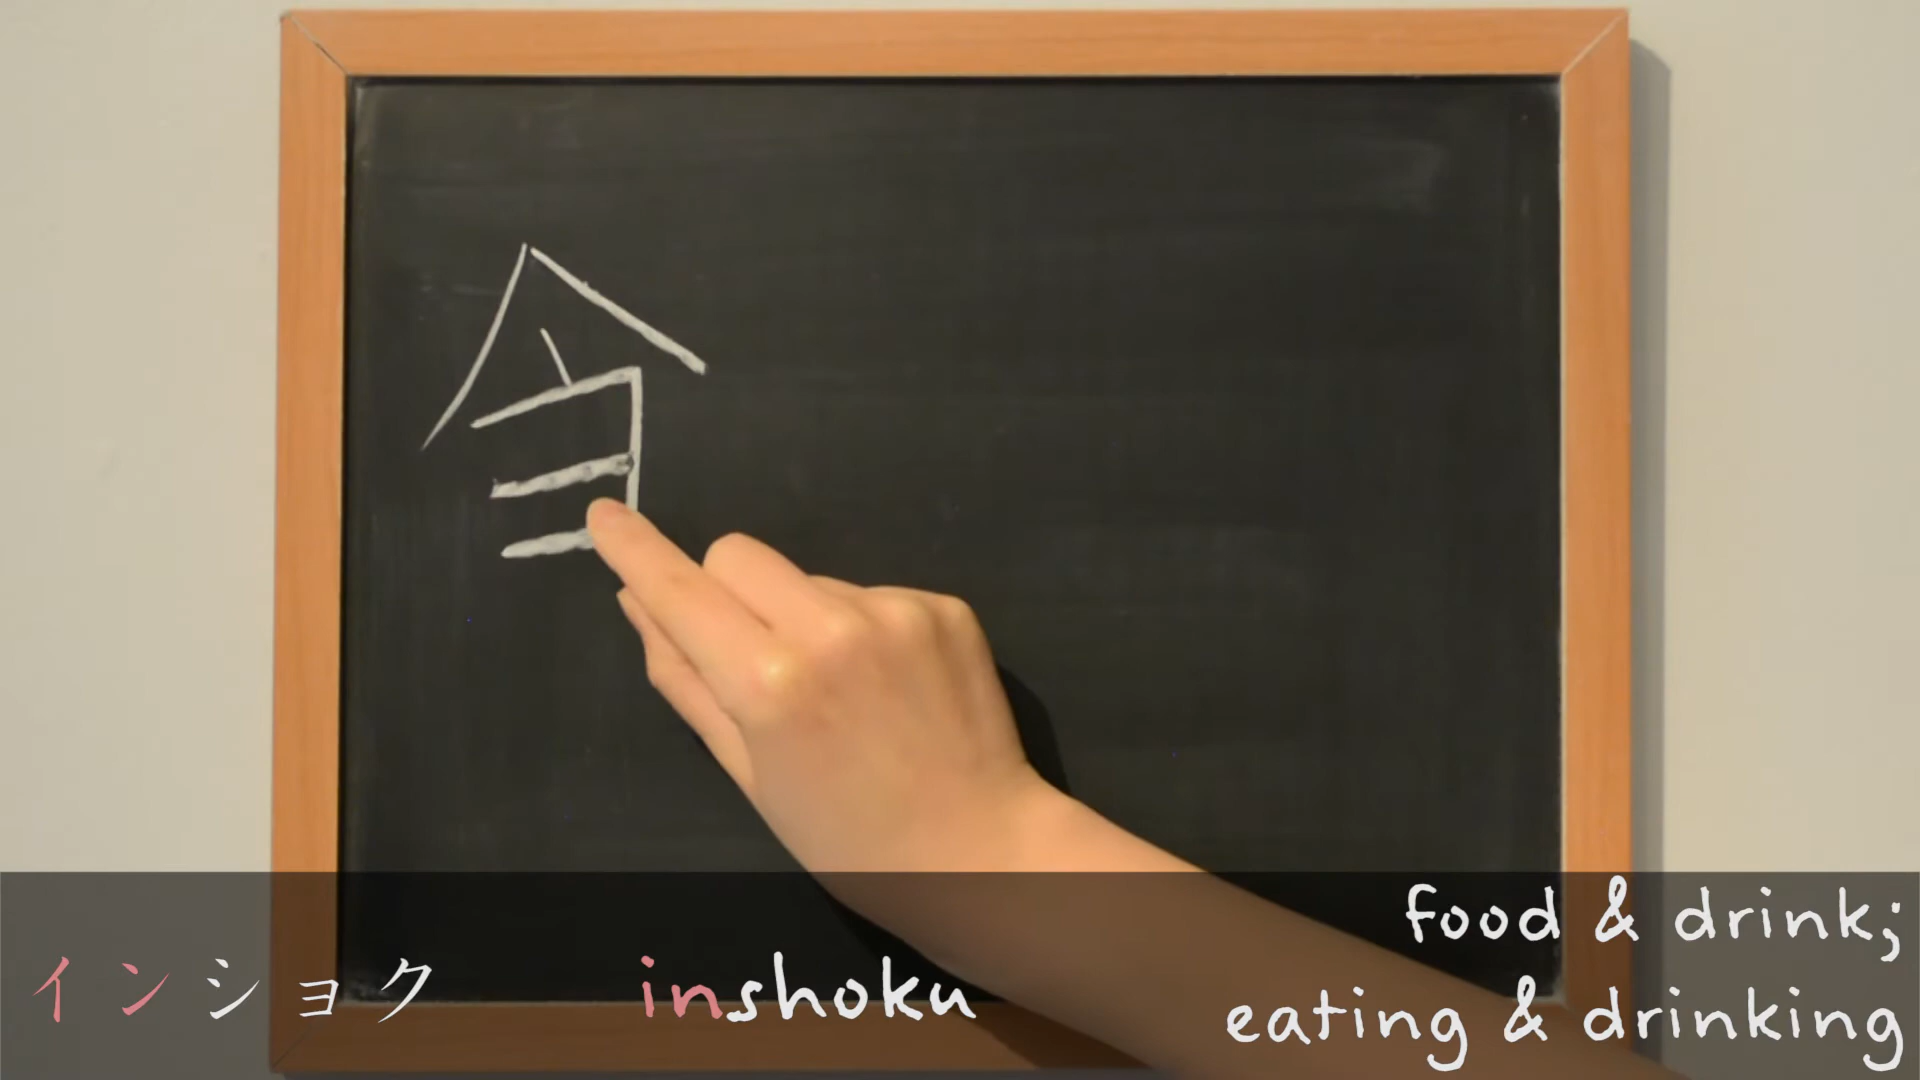 インショク
inshoku
food & drink;
eating & drinking